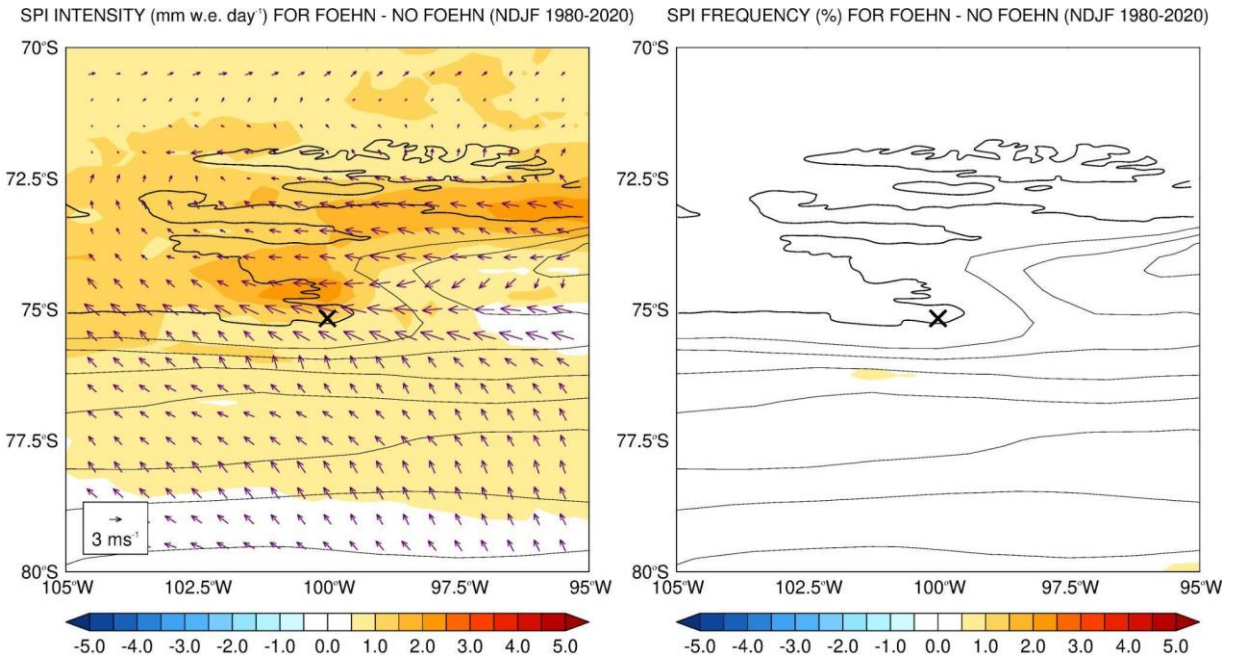 SPI INTENSITY (mm w.e. day⁻¹) FOR FOEHN - NO FOEHN (NDJF 1980-2020)
SPI FREQUENCY (%) FOR FOEHN - NO FOEHN (NDJF 1980-2020)
70°S
72.5°S
75°S
77.5°S
80°S
3 ms⁻¹
105°W 102.5°W 100°W 97.5°W 95°W
-5.0 -4.0 -3.0 -2.0 -1.0 0.0 1.0 2.0 3.0 4.0 5.0
70°S
72.5°S
75°S
77.5°S
80°S
105°W 102.5°W 100°W 97.5°W 95°W
-5.0 -4.0 -3.0 -2.0 -1.0 0.0 1.0 2.0 3.0 4.0 5.0